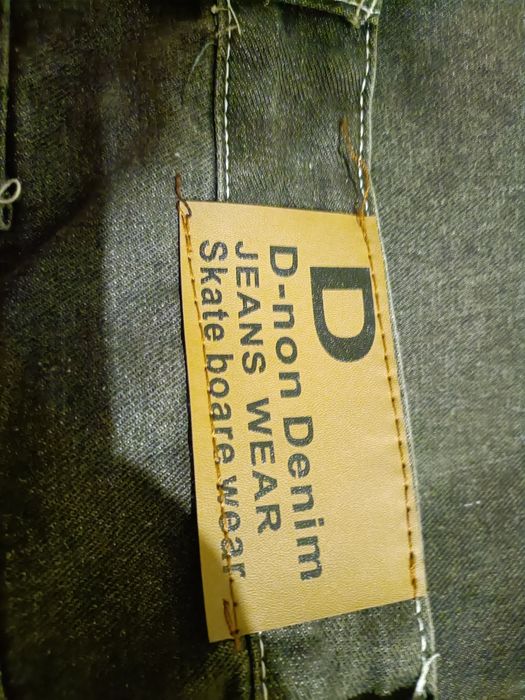 D
D-non Denim
JEANS WEAR
Skate boare wear